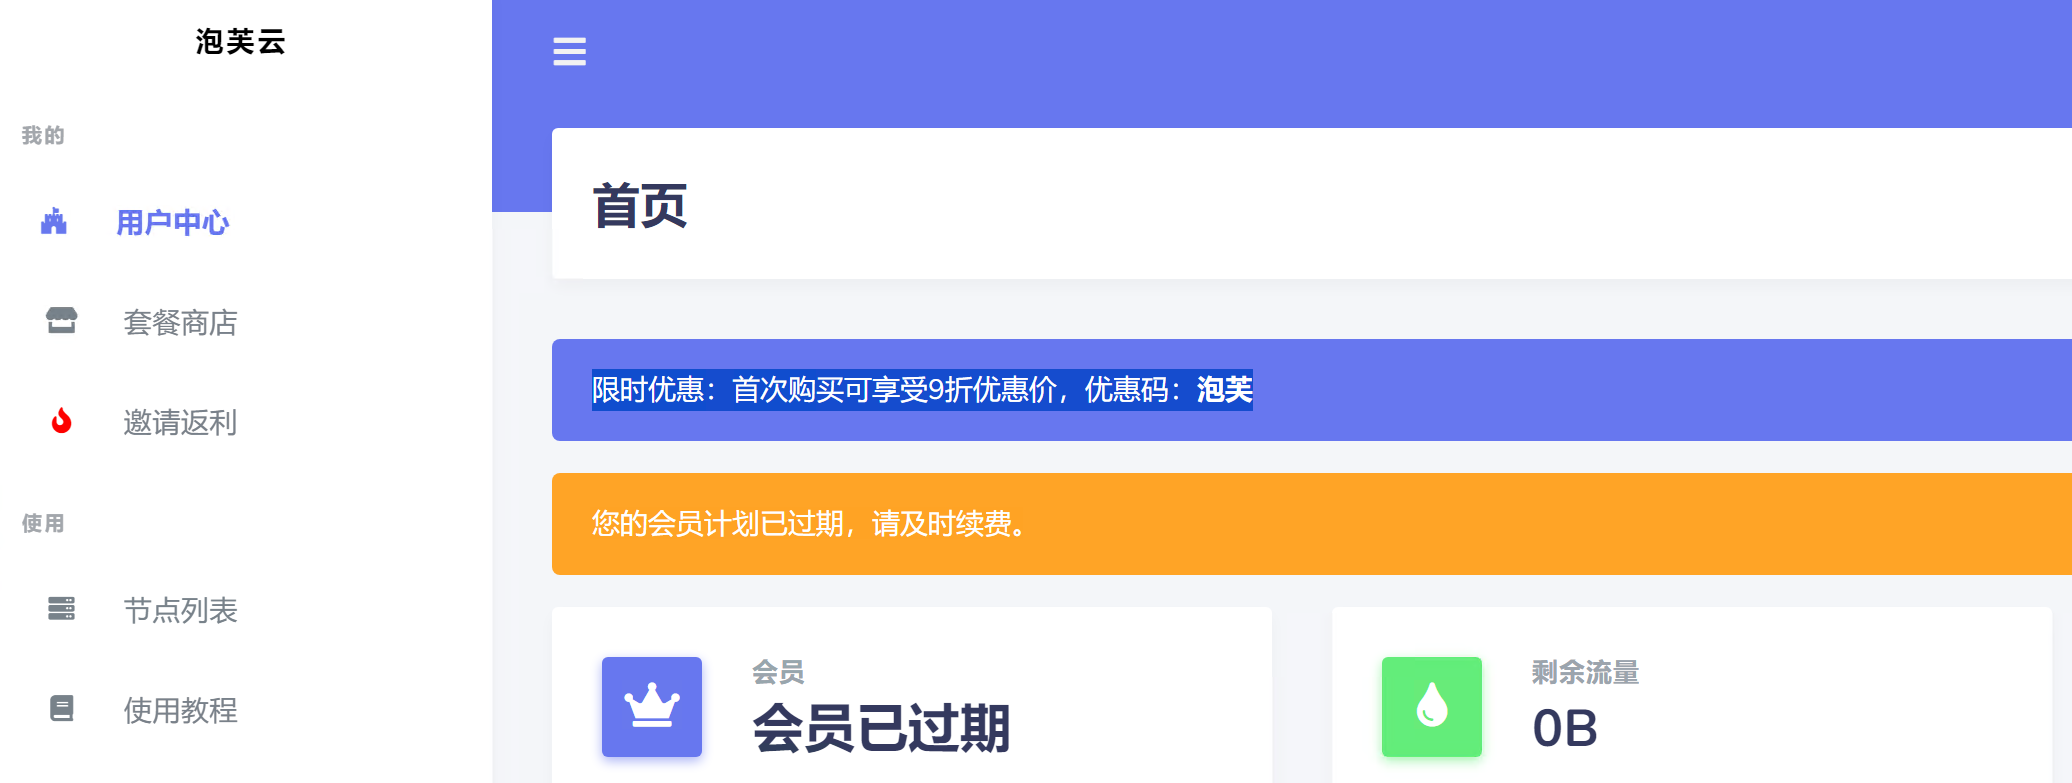 泡芙云
我的
用户中心
套餐商店
邀请返利
使用
节点列表
使用教程
首页
限时优惠：首次购买可享受9折优惠价，优惠码：泡芙
您的会员计划已过期，请及时续费。
会员
会员已过期
剩余流量
0B